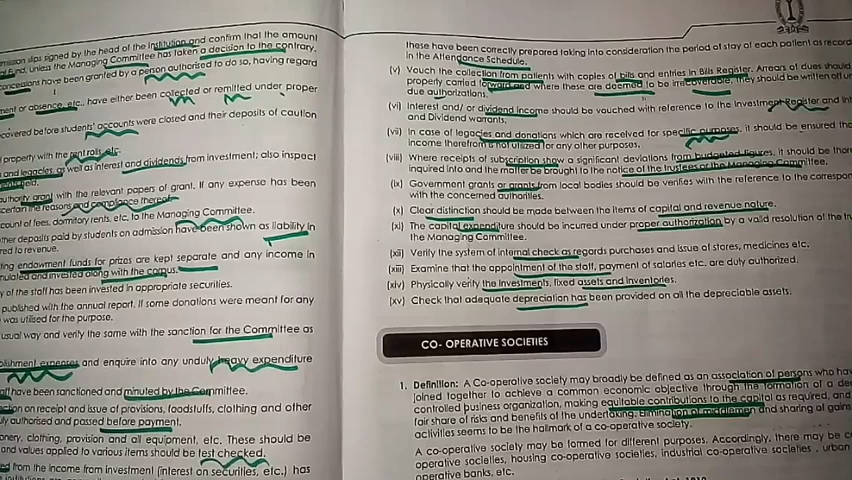 mission slips signed by the head of the institution and confirm that the amount
Fund, unless the Managing Committee has taken a decision to the contrary.
concessions have been granted by a person authorised to do so, having regard
ment or absence, etc., have either been collected or remitted under proper
covered before students' accounts were closed and their deposits of caution
property with the rent rolls, etc.
and legacies, as well as interest and dividends from investment; also inspect
authority grant with the relevant papers of grant. If any expense has been
certain the reasons and compliance thereof.
count of fees, dormitory rents, etc. to the Managing Committee.
ther deposits paid by students on admission have been shown as liability in
red to revenue.
ting endowment funds for prizes are kept separate and any income in
mulated and invested along with the corpus.
y of the staff has been invested in appropriate securities.
published with the annual report. If some donations were meant for any
was utilised for the purpose.
usual way and verify the same with the sanction for the Committee as
blishment expenses and enquire into any unduly heavy expenditure
aff have been sanctioned and minuted by the Committee.
ction on receipt and issue of provisions, foodstuffs, clothing and other
ly authorised and passed before payment.
onery, clothing, provision and all equipment, etc. These should be
and values applied to various items should be test checked.
ed from the income from investment (interest on securities, etc.) has
these have been correctly prepared taking into consideration the period of stay of each patient as record
in the Attendance Schedule.
(v) Vouch the collection from patients with copies of bills and entries in Bills Register. Arrears of dues should
properly carried forward and where these are deemed to be irrecoverable, they should be written off un
due authorizations.
(vi) Interest and/ or dividend income should be vouched with reference to the Investment Register and Int
and Dividend warrants.
(vii) In case of legacies and donations which are received for specific purposes, it should be ensured tha
income therefrom is not utilized for any other purposes.
(viii) Where receipts of subscription show a significant deviations from budgeted figures, it should be thor
inquired into and the matter be brought to the notice of the trustees or the Managing Committee.
(ix) Government grants or grants from local bodies should be verifies with the reference to the correspon
with the concerned authorities.
(x) Clear distinction should be made between the items of capital and revenue nature.
(xi) The capital expenditure should be incurred under proper authorization by a valid resolution of the tru
the Managing Committee.
(xii) Verify the system of internal check as regards purchases and issue of stores, medicines etc.
(xiii) Examine that the appointment of the staff, payment of salaries etc. are duly authorized.
(xiv) Physically verify the investments, fixed assets and inventories.
(xv) Check that adequate depreciation has been provided on all the depreciable assets.
CO- OPERATIVE SOCIETIES
1. Definition: A Co-operative society may broadly be defined as an association of persons who hav
joined together to achieve a common economic objective through the formation of a de
controlled business organization, making equitable contributions to the capital as required, and
fair share of risks and benefits of the undertaking. Elimination of middlemen and sharing of gains
activities seems to be the hallmark of a co-operative society.
A co-operative society may be formed for different purposes. Accordingly, there may be c
operative societies, housing co-operative societies, industrial co-operative societies , urban
operative banks, etc.